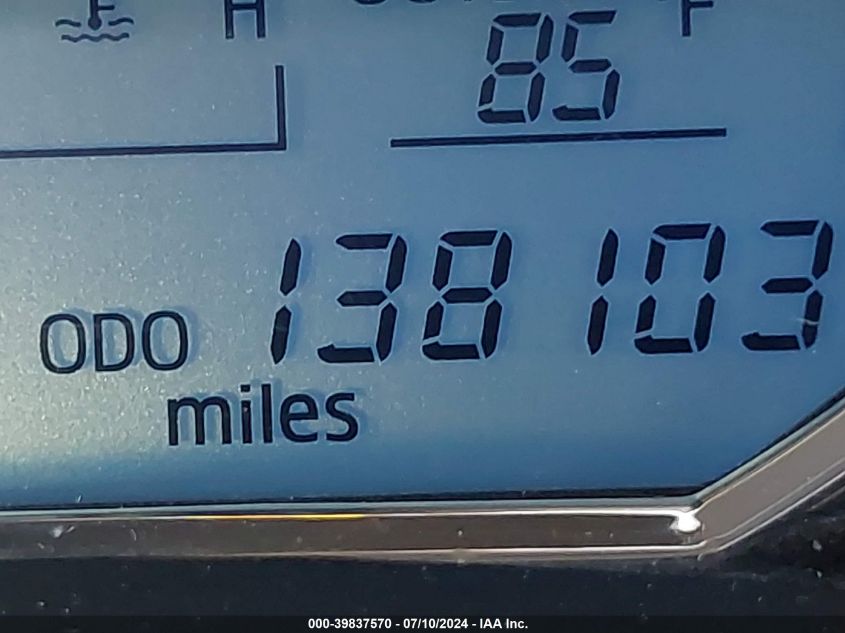 H
°F
85
ODO 138103
miles
000-39837570 - 07/10/2024 - IAA Inc.